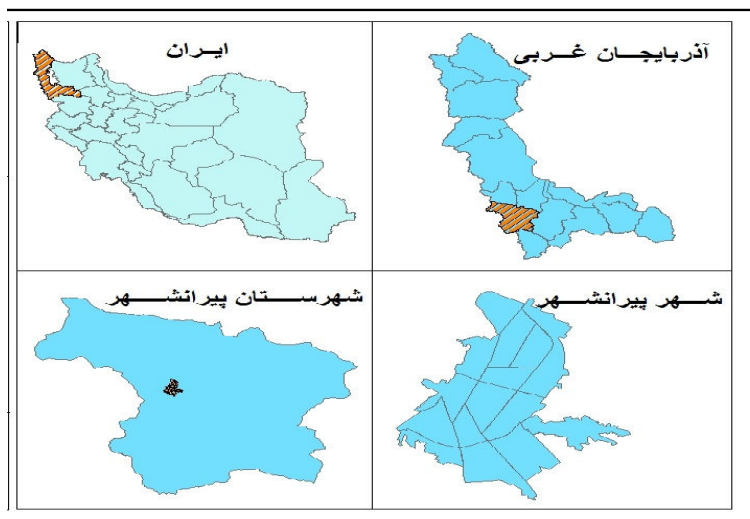 ایران
آذربایجان غربی
شهرستان پیرانشهر
شهر پیرانشهر